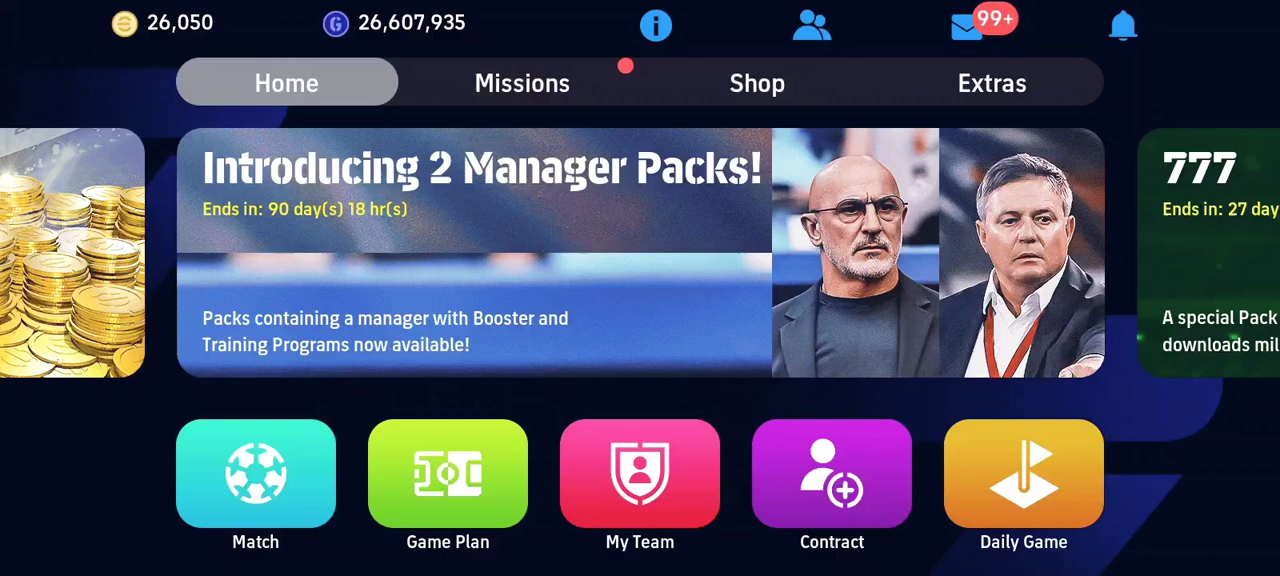 26,050
26,607,935
99+
Home
Missions
Shop
Extras
Introducing 2 Manager Packs!
Ends in: 90 day(s) 18 hr(s)
Packs containing a manager with Booster and
Training Programs now available!
777
Ends in: 27 day
A special Pack
downloads mil
Match
Game Plan
My Team
Contract
Daily Game